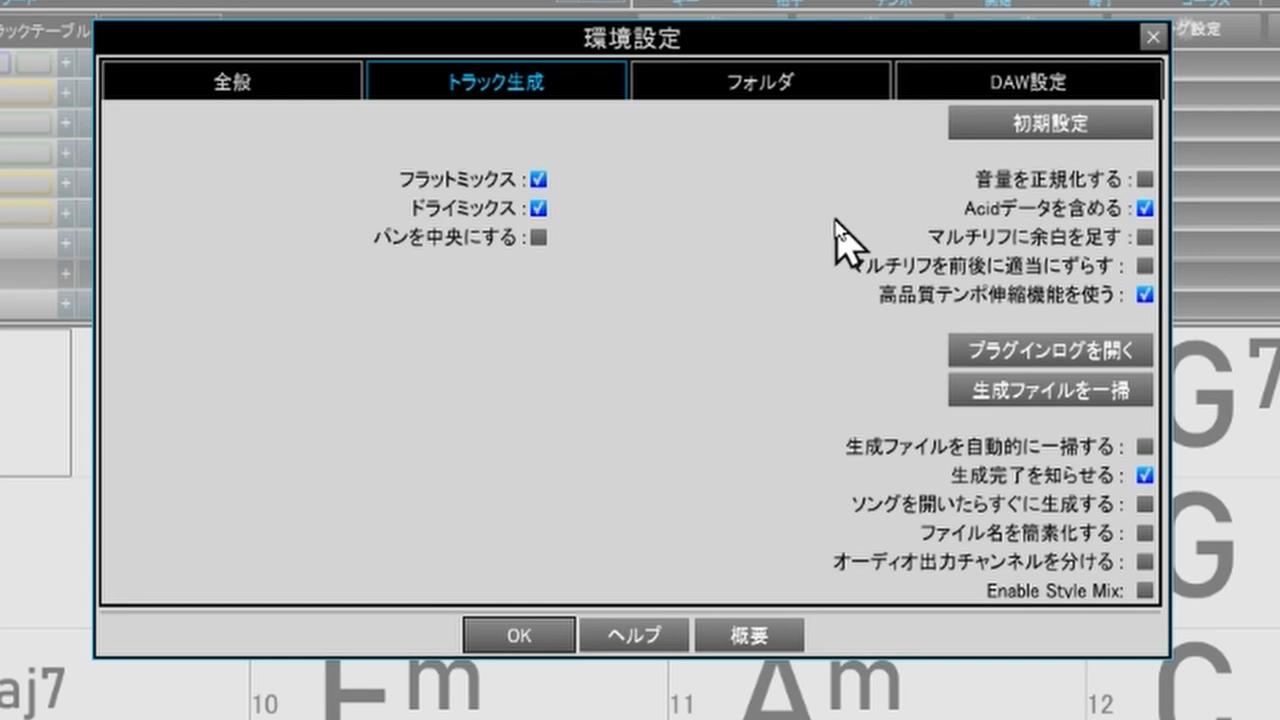 ラックテーブル
環境設定
グ設定
全般
トラック生成
フォルダ
DAW設定
初期設定
フラットミックス :
ドライミックス :
パンを中央にする :
音量を正規化する :
Acidデータを含める :
マルチリフに余白を足す :
マルチリフを前後に適当にずらす :
高品質テンポ伸縮機能を使う :
プラグインログを開く
生成ファイルを一掃
生成ファイルを自動的に一掃する :
生成完了を知らせる :
ソングを開いたらすぐに生成する :
ファイル名を簡素化する :
オーディオ出力チャンネルを分ける :
Enable Style Mix:
OK
ヘルプ
概要
G7
G
aj7
10
m
11
Am
12
C